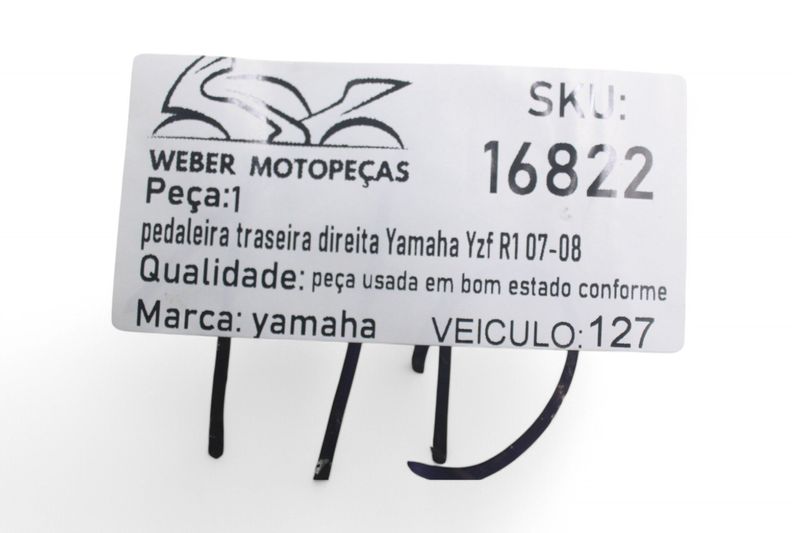 SKU:
WEBER MOTOPEÇAS
16822
Peça:1
pedaleira traseira direita Yamaha Yzf R1 07-08
Qualidade: peça usada em bom estado conforme
Marca: yamaha VEICULO: 127